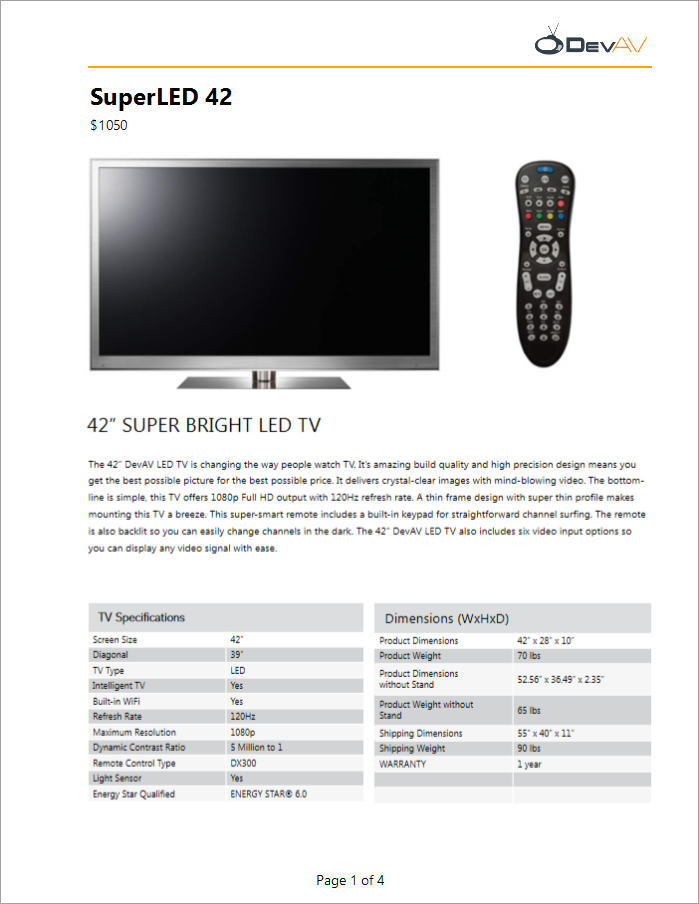 DevAV
SuperLED 42
$1050
42” SUPER BRIGHT LED TV
The 42” DevAV LED TV is changing the way people watch TV. It’s amazing build quality and high precision design means you
get the best possible picture for the best possible price. It delivers crystal-clear images with mind-blowing video. The bottom-
line is simple, this TV offers 1080p Full HD output with 120Hz refresh rate. A thin frame design with super thin profile makes
mounting this TV a breeze. This super-smart remote includes a built-in keypad for straightforward channel surfing. The remote
is also backlit so you can easily change channels in the dark. The 42” DevAV LED TV also includes six video input options so
you can display any video signal with ease.
TV Specifications
Screen Size 42”
Diagonal 39”
TV Type LED
Intelligent TV Yes
Built-in WiFi Yes
Refresh Rate 120Hz
Maximum Resolution 1080p
Dynamic Contrast Ratio 5 Million to 1
Remote Control Type DX300
Light Sensor Yes
Energy Star Qualified ENERGY STAR® 6.0
Dimensions (WxHxD)
Product Dimensions 42” x 28” x 10”
Product Weight 70 lbs
Product Dimensions
without Stand 52.56” x 36.49” x 2.35”
Product Weight without
Stand 65 lbs
Shipping Dimensions 55” x 40” x 11”
Shipping Weight 90 lbs
WARRANTY 1 year
Page 1 of 4